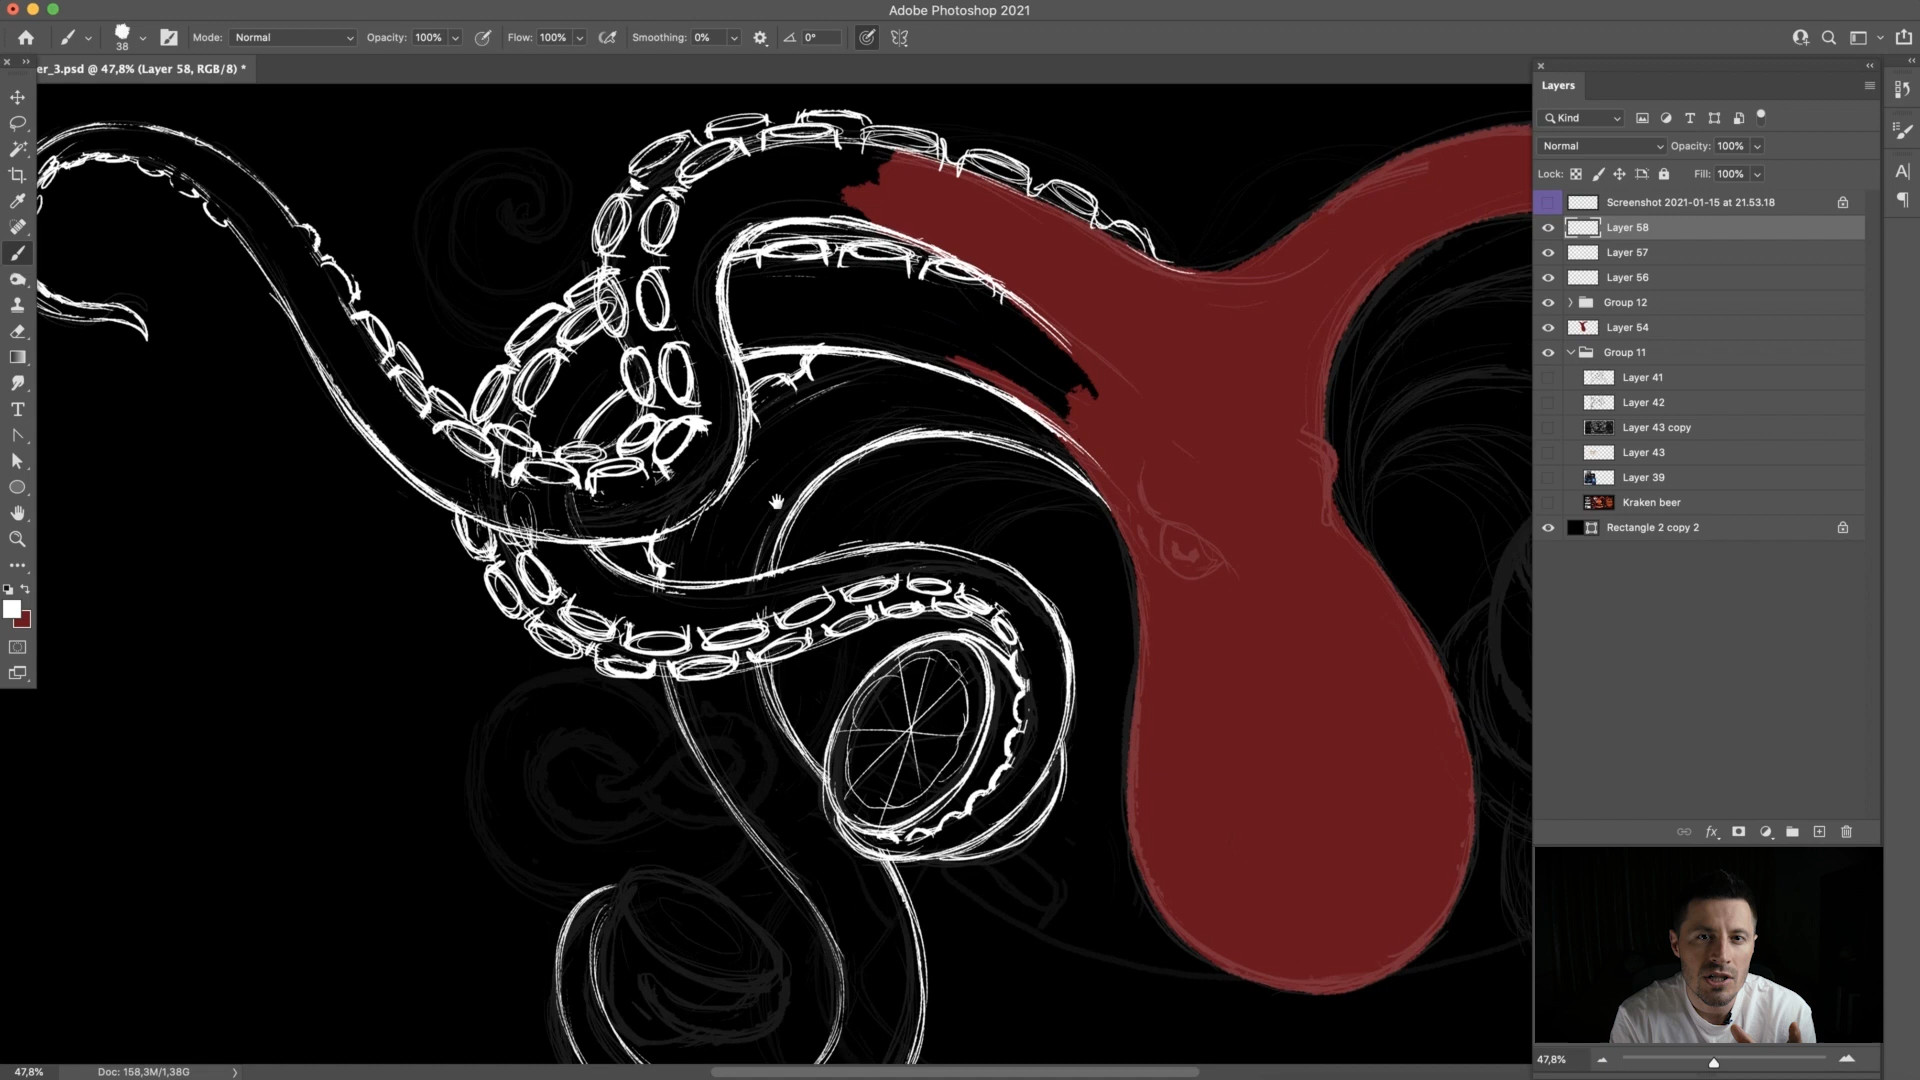 Adobe Photoshop 2021
38
Mode: Normal
Opacity: 100%
Flow: 100%
Smoothing: 0%
0°
er_3.psd @ 47,8% (Layer 58, RGB/8) *
Layers
Kind
Normal
Opacity: 100%
Lock:
Fill: 100%
Screenshot 2021-01-15 at 21.53.18
Layer 58
Layer 57
Layer 56
Group 12
Layer 54
Group 11
Layer 41
Layer 42
Layer 43 copy
Layer 43
Layer 39
Kraken beer
Rectangle 2 copy 2
fx
47,8%
47,8%
Doc: 158,3M/1,38G